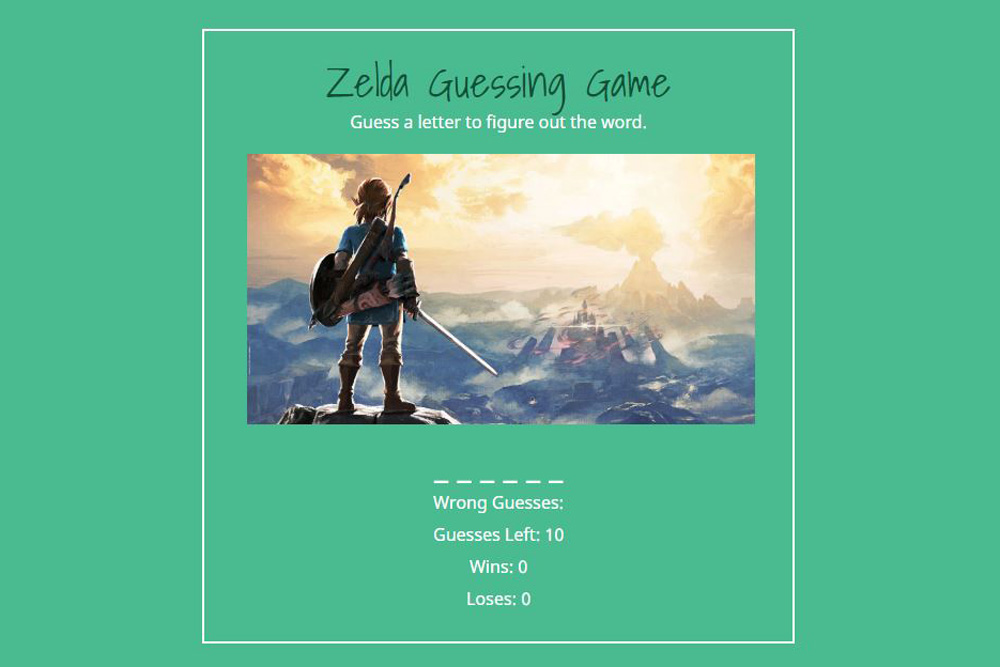 Zelda Guessing Game
Guess a letter to figure out the word.
_ _ _ _ _ _
Wrong Guesses:
Guesses Left: 10
Wins: 0
Loses: 0